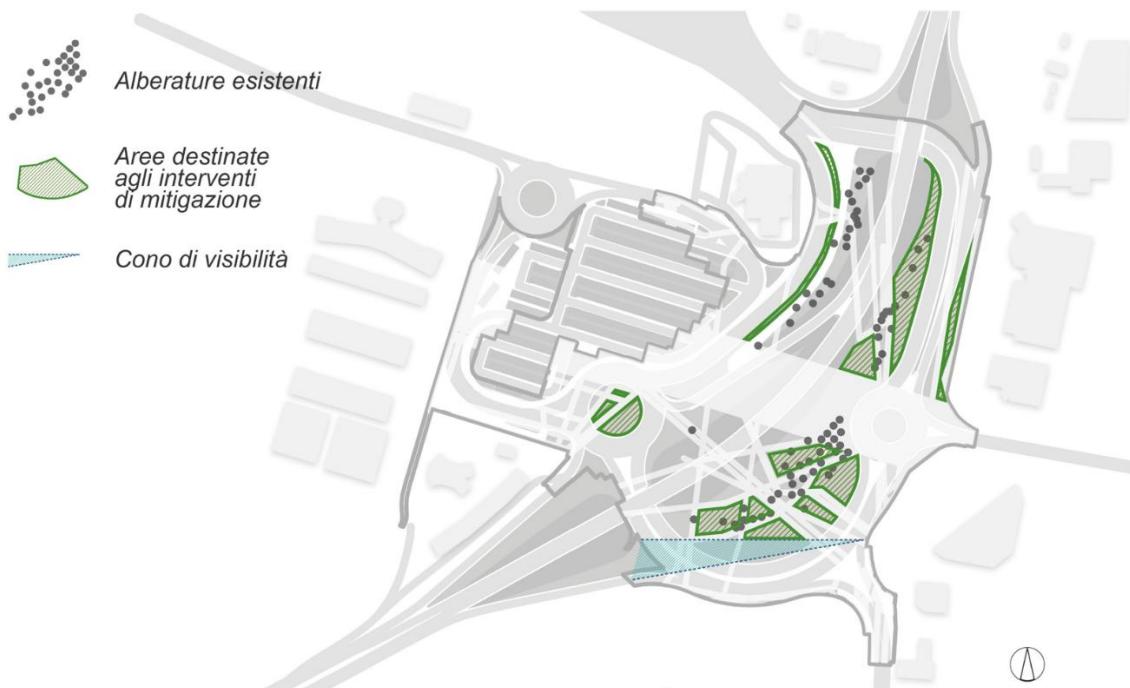 Alberature esistenti
Aree destinate
agli interventi
di mitigazione
Cono di visibilità